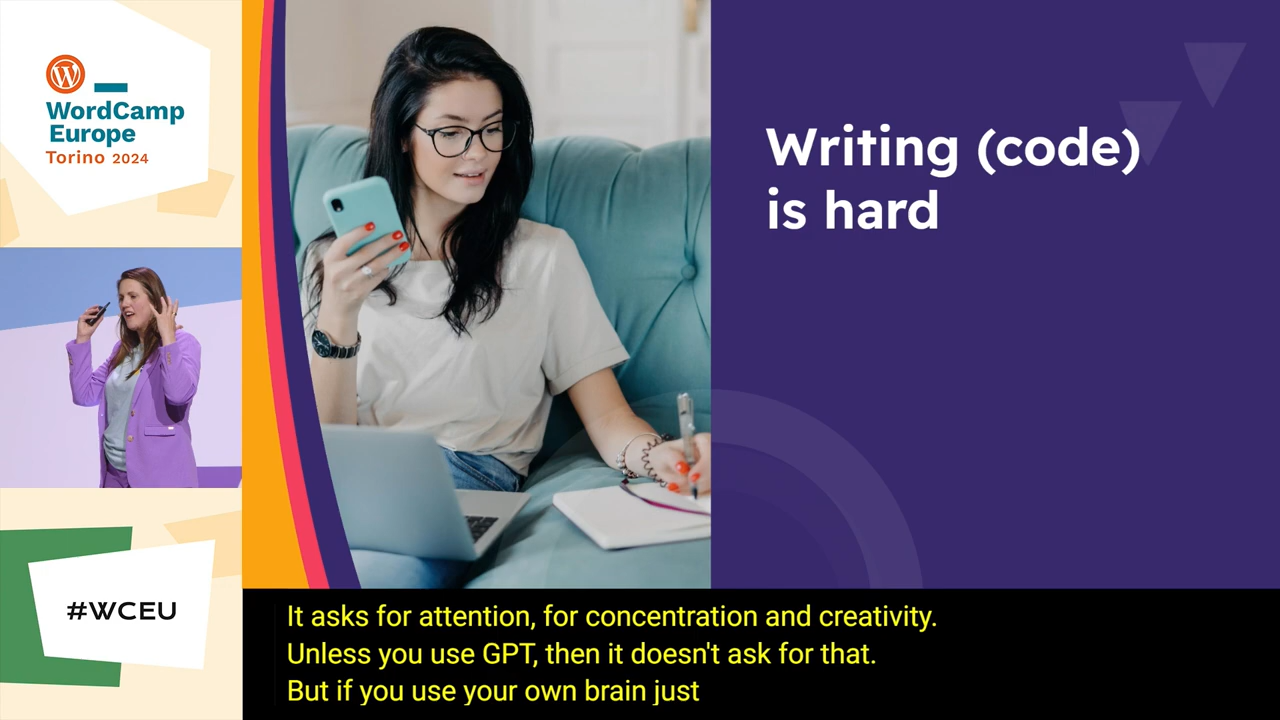 WordCamp
Europe
Torino 2024
Writing (code)
is hard
#WCEU
It asks for attention, for concentration and creativity.
Unless you use GPT, then it doesn't ask for that.
But if you use your own brain just